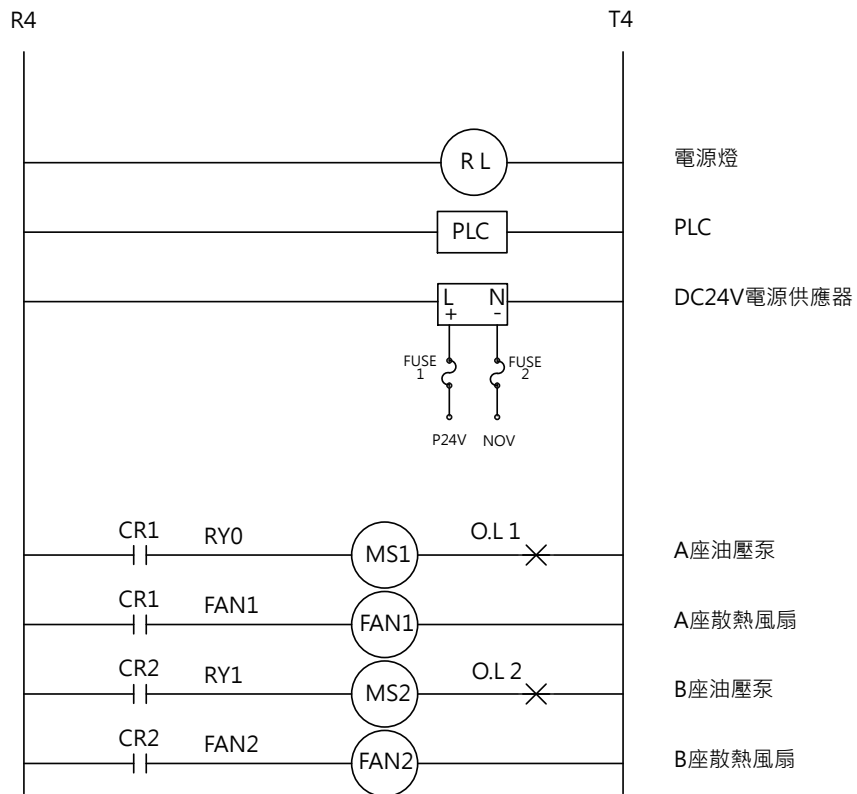 R4 T4
R L 電源燈
PLC PLC
L N DC24V電源供應器
+ -
FUSE 1 FUSE 2
P24V NOV
CR1 RY0 MS1 O.L 1 A座油壓泵
CR1 FAN1 FAN1 A座散熱風扇
CR2 RY1 MS2 O.L 2 B座油壓泵
CR2 FAN2 FAN2 B座散熱風扇